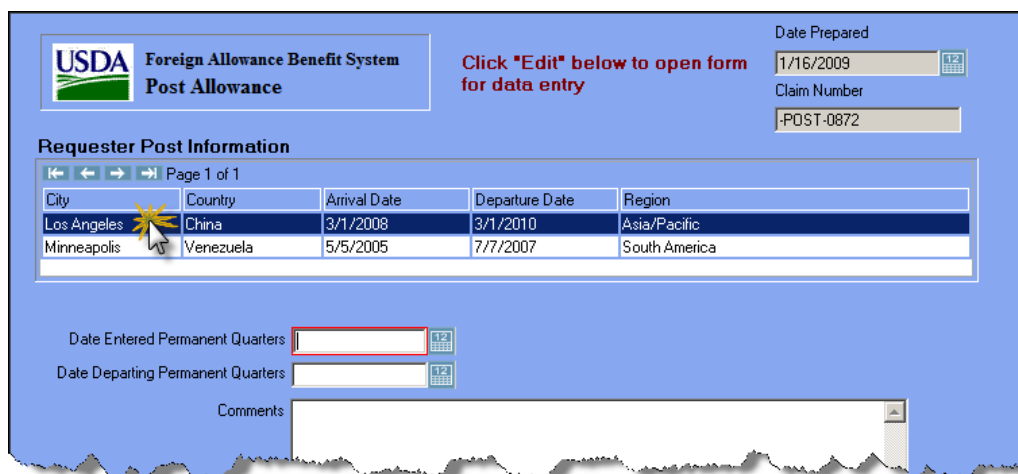 Date Prepared
USDA Foreign Allowance Benefit System
Post Allowance
Click "Edit" below to open form
for data entry
1/16/2009 12
Claim Number
-POST-0872
Requester Post Information
Page 1 of 1
City Country Arrival Date Departure Date Region
Los Angeles China 3/1/2008 3/1/2010 Asia/Pacific
Minneapolis Venezuela 5/5/2005 7/7/2007 South America
Date Entered Permanent Quarters 12
Date Departing Permanent Quarters 12
Comments